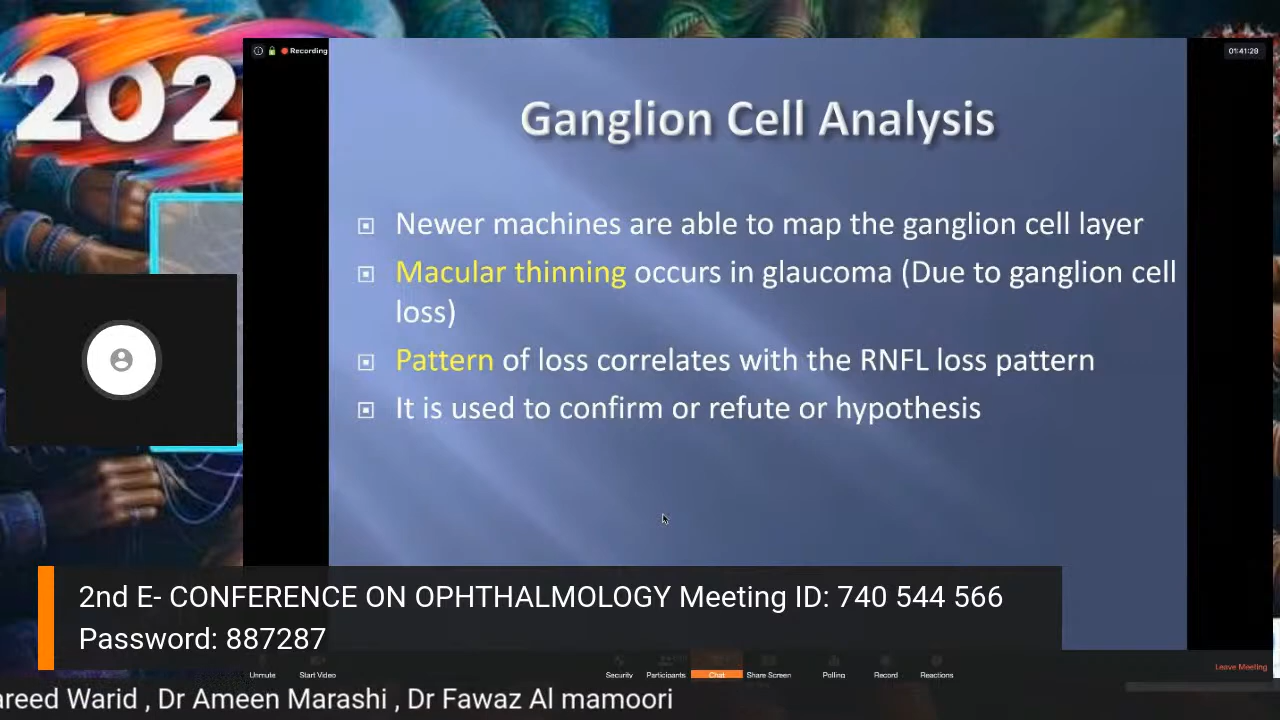 202
Recording
01:41:28
Ganglion Cell Analysis
Newer machines are able to map the ganglion cell layer
Macular thinning occurs in glaucoma (Due to ganglion cell
loss)
Pattern of loss correlates with the RNFL loss pattern
It is used to confirm or refute or hypothesis
2nd E- CONFERENCE ON OPHTHALMOLOGY Meeting ID: 740 544 566
Password: 887287
Unmute Start Video Security Participants Chat Share Screen Polling Record Reactions Leave Meeting
Warid , Dr Ameen Marashi , Dr Fawaz Al mamoori